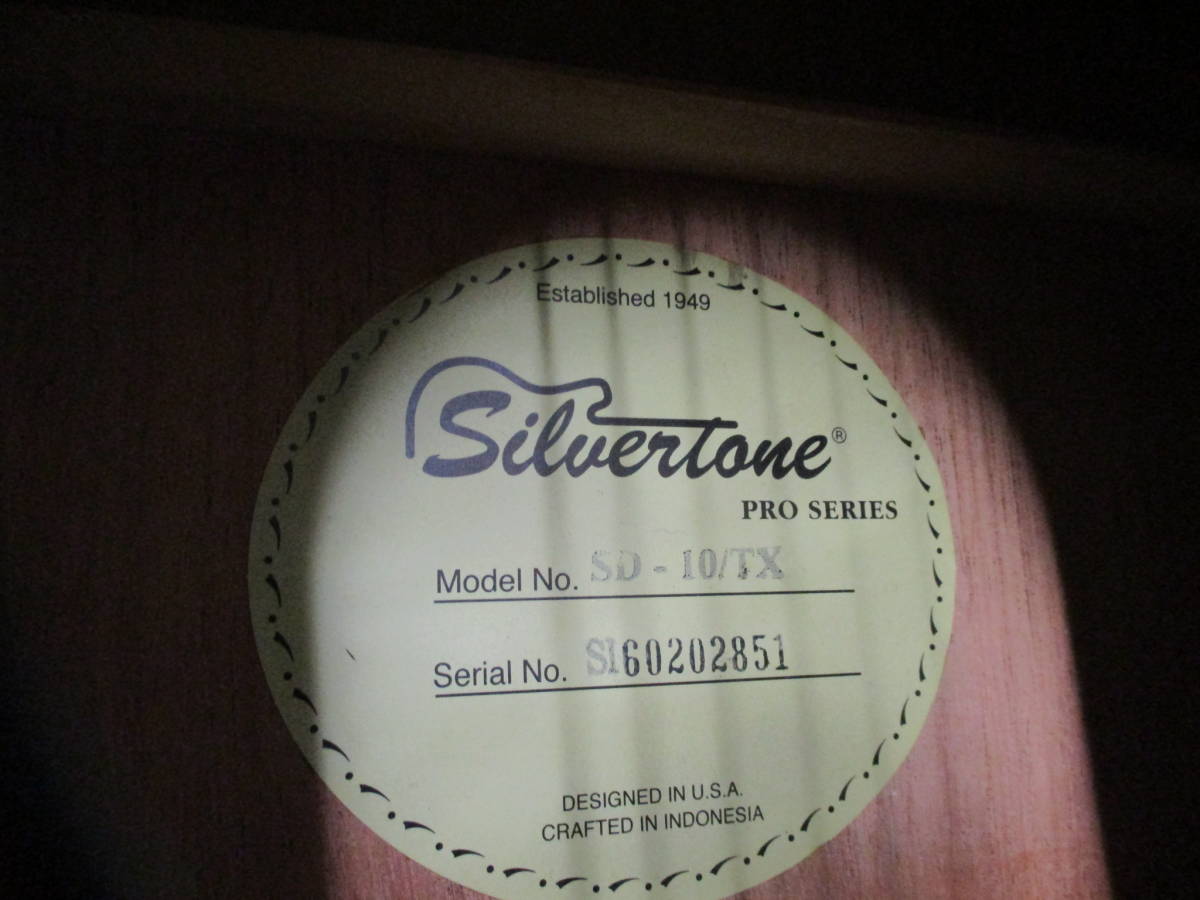 Established 1949
Silvertone®
PRO SERIES
Model No. SD - 10/TX
Serial No. SI60202851
DESIGNED IN U.S.A.
CRAFTED IN INDONESIA